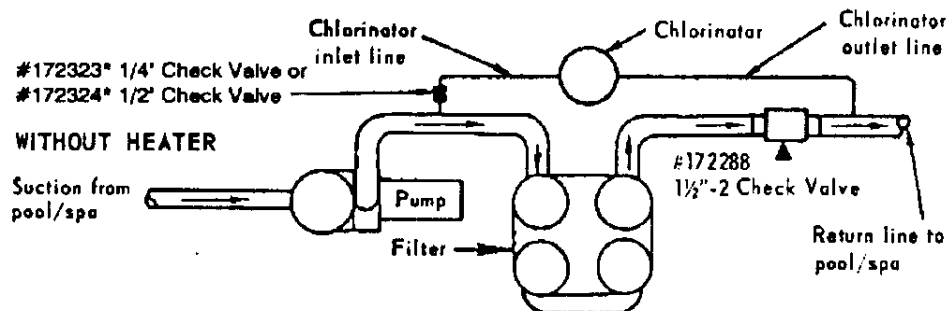 Chlorinator
inlet line
Chlorinator
Chlorinator
outlet line
#172323* 1/4' Check Valve or
#172324* 1/2' Check Valve
WITHOUT HEATER
Suction from
pool/spa
Pump
Filter
#172288
1½"-2 Check Valve
Return line to
pool/spa